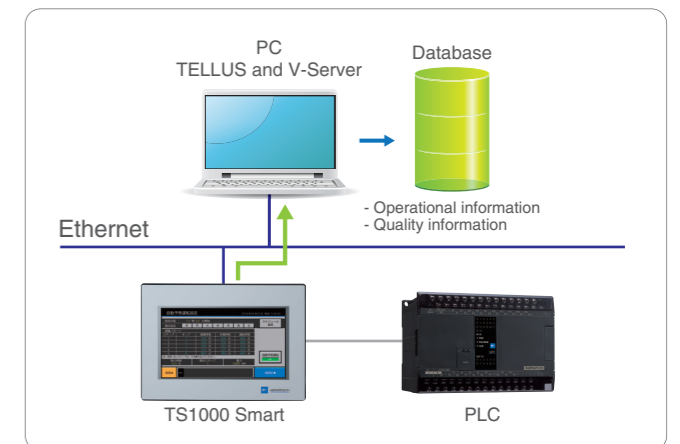 PC
TELLUS and V-Server
Database
- Operational information
- Quality information
Ethernet
TS1000 Smart
PLC